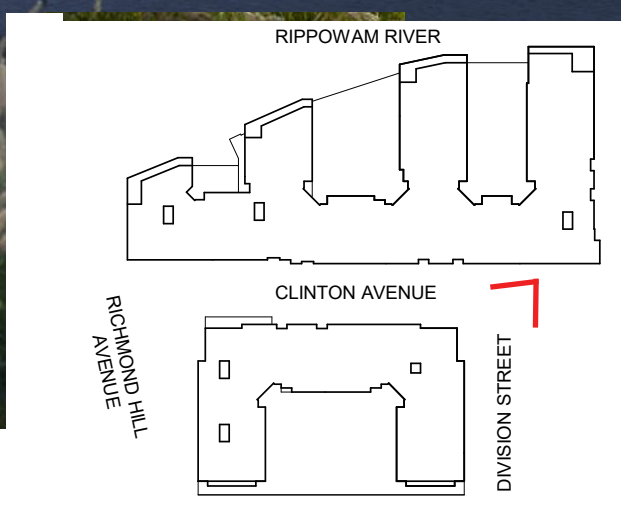 RIPPOWAM RIVER
CLINTON AVENUE
RICHMOND HILL
AVENUE
DIVISION STREET